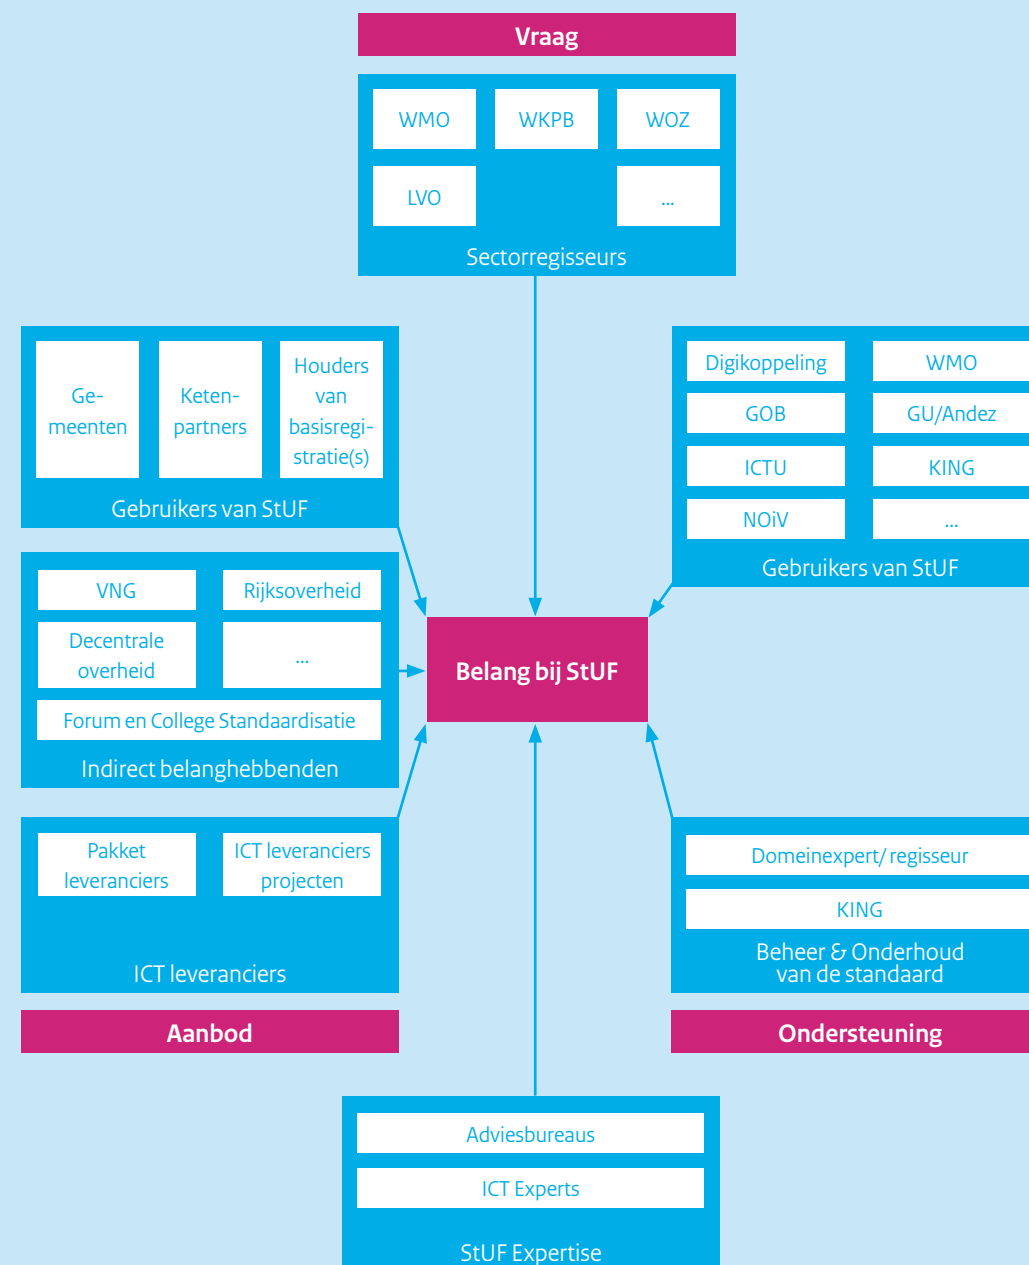 Vraag
WMO
WKPB
WOZ
LVO
...
Sectorregisseurs
Ge-
meenten
Keten-
partners
Houders
van
basisregi-
stratie(s)
Gebruikers van StUF
Digikoppeling
WMO
GOB
GU/Andez
ICTU
KING
NOiV
...
Gebruikers van StUF
VNG
Rijksoverheid
Decentrale
overheid
...
Forum en College Standaardisatie
Indirect belanghebbenden
Belang bij StUF
Pakket
leveranciers
ICT leveranciers
projecten
ICT leveranciers
Aanbod
Domeinexpert/ regisseur
KING
Beheer & Onderhoud
van de standaard
Ondersteuning
Adviesbureaus
ICT Experts
StUF Expertise